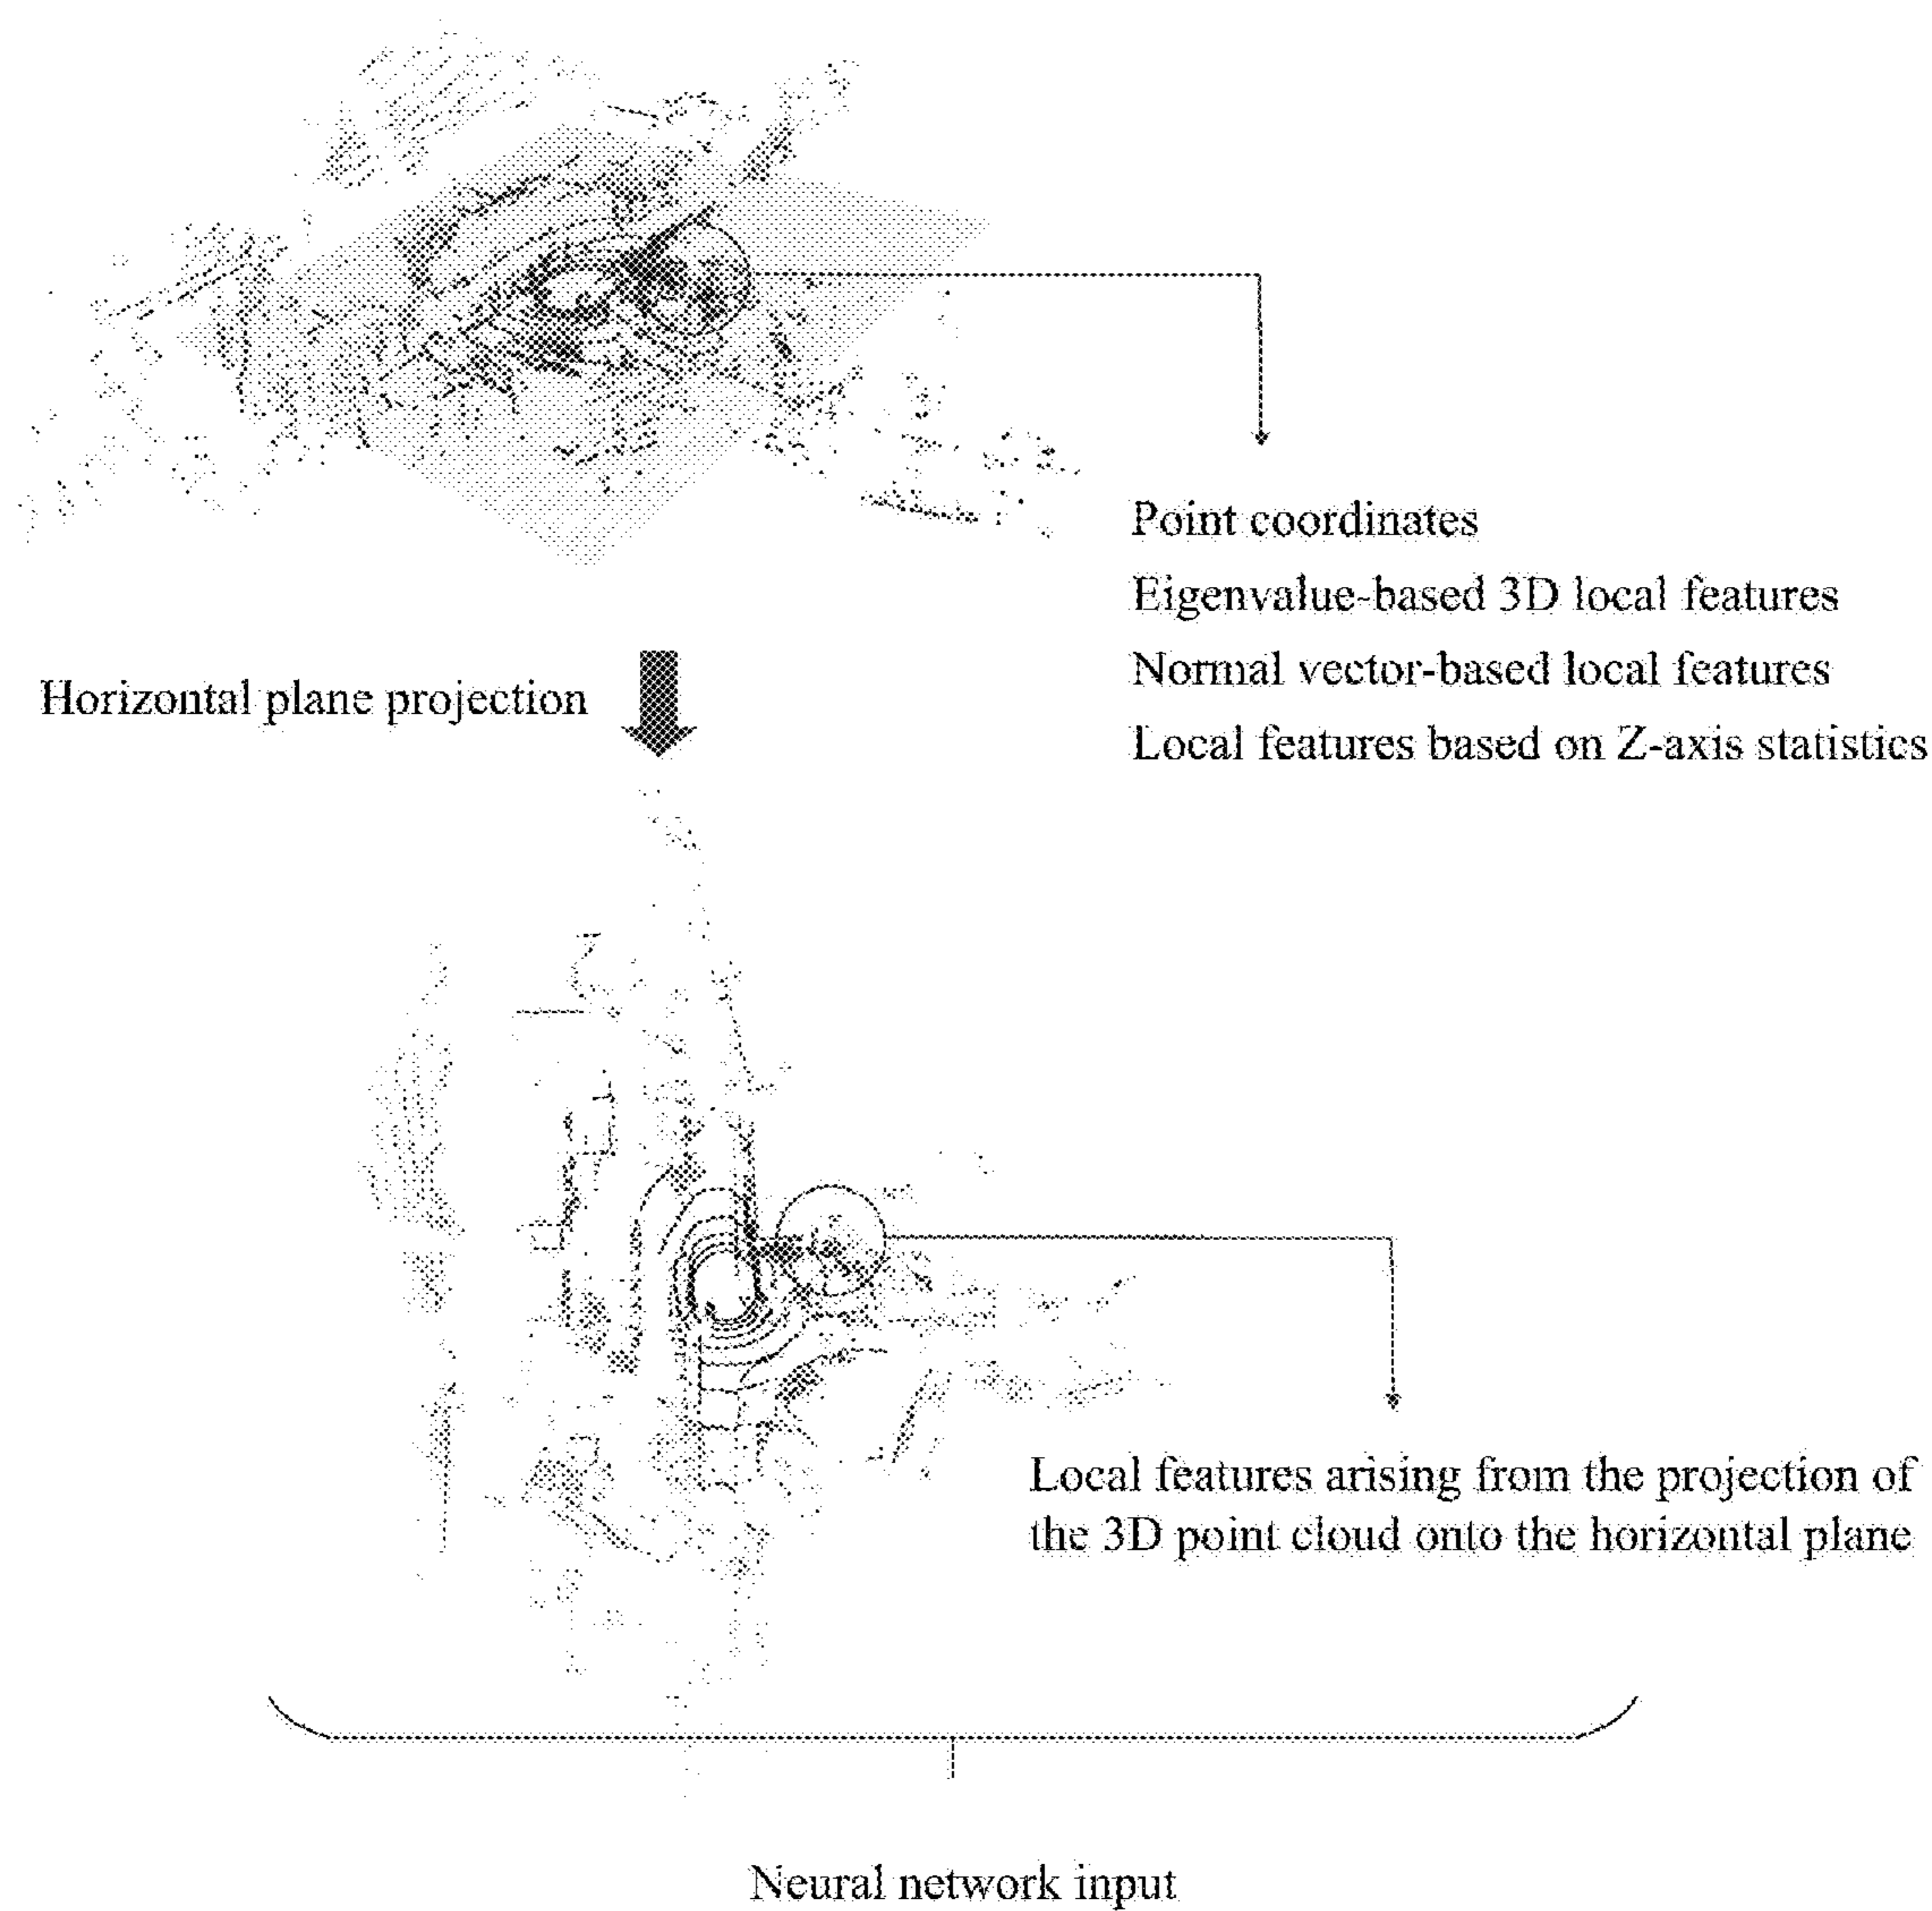 Point coordinates
Eigenvalue-based 3D local features
Normal vector-based local features
Local features based on Z-axis statistics
Horizontal plane projection
Local features arising from the projection of
the 3D point cloud onto the horizontal plane
Neural network input